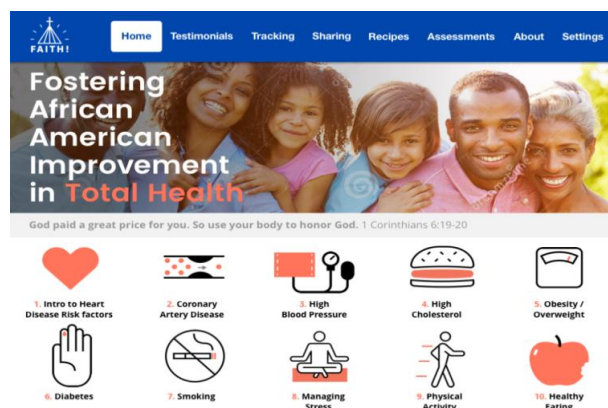 FAITH!
Home Testimonials Tracking Sharing Recipes Assessments About Settings
Fostering
African
American
Improvement
in Total Health
God paid a great price for you. So use your body to honor God. 1 Corinthians 6:19-20
1. Intro to Heart
Disease Risk factors
2. Coronary
Artery Disease
3. High
Blood Pressure
4. High
Cholesterol
5. Obesity /
Overweight
6. Diabetes
7. Smoking
8. Managing
Stress
9. Physical
Activity
10. Healthy
Eating